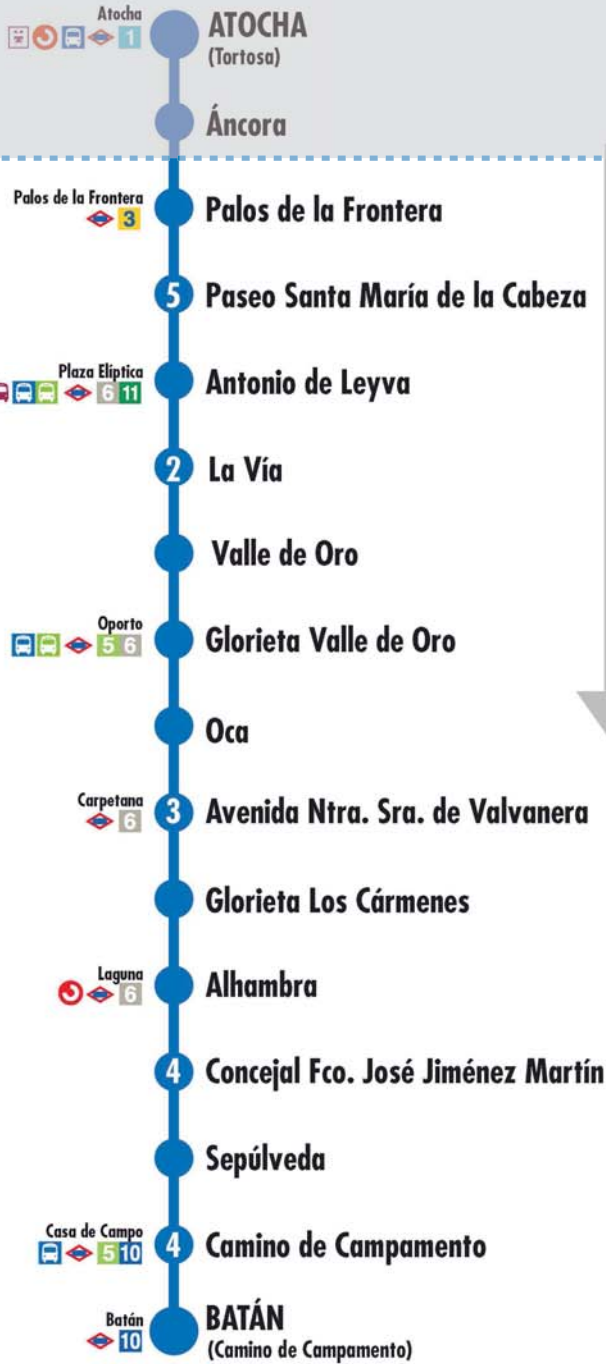 Atocha
1
ATOCHA
(Tortosa)
Áncora
Palos de la Frontera
3
Palos de la Frontera
5 Paseo Santa María de la Cabeza
Plaza Elíptica
6 11
Antonio de Leyva
2 La Vía
Valle de Oro
Oporto
5 6
Glorieta Valle de Oro
Oca
Carpetana
6
3 Avenida Ntra. Sra. de Valvanera
Glorieta Los Cármenes
Laguna
6
Alhambra
4 Concejal Fco. José Jiménez Martín
Sepúlveda
Casa de Campo
5 10
4 Camino de Campamento
Batán
10
BATÁN
(Camino de Campamento)